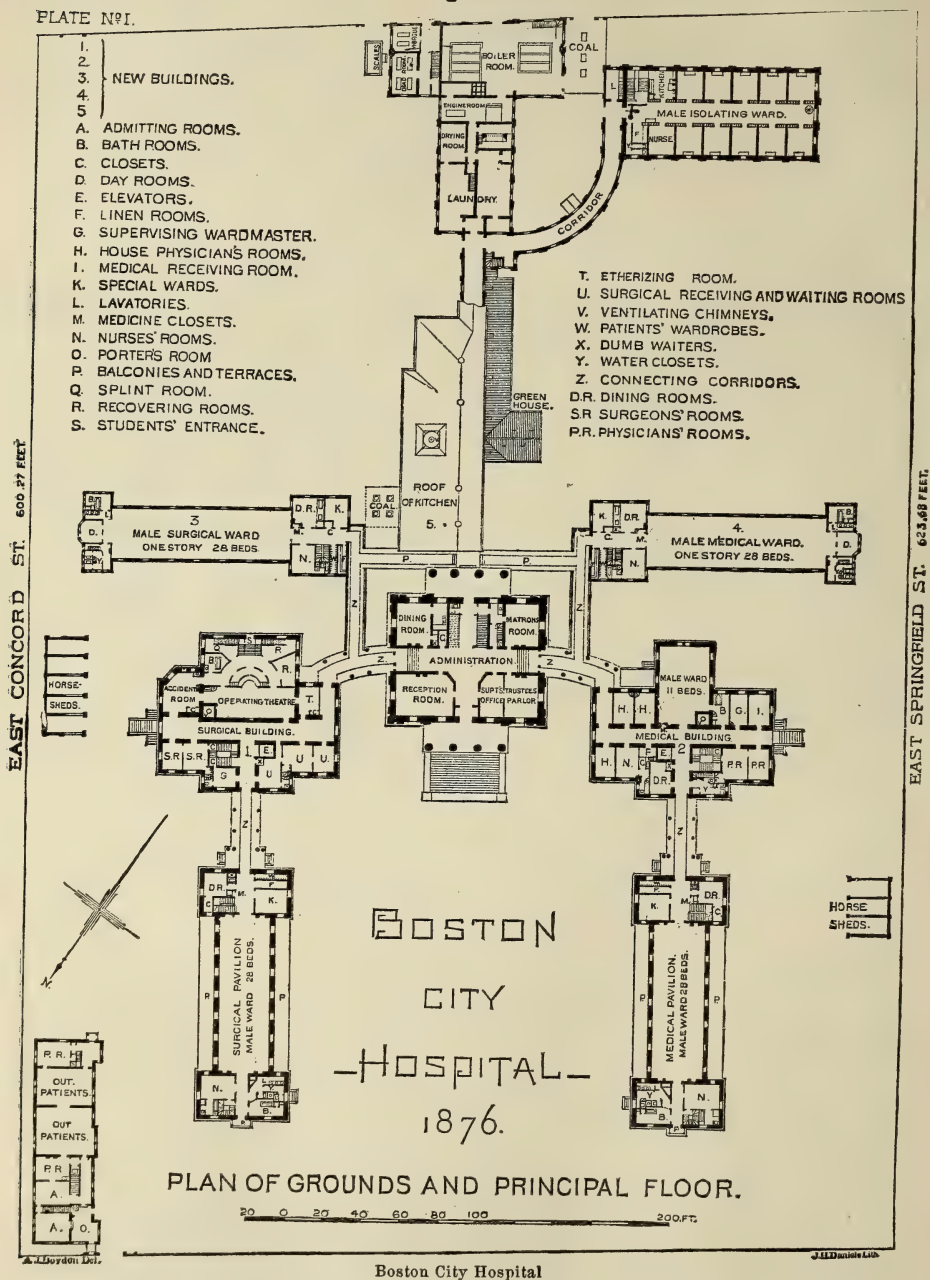 PLATE Nº1.
1.
2
3. NEW BUILDINGS.
4.
5
A. ADMITTING ROOMS.
B. BATH ROOMS.
C. CLOSETS.
D. DAY ROOMS.
E. ELEVATORS.
F. LINEN ROOMS.
G. SUPERVISING WARDMASTER.
H. HOUSE PHYSICIAN'S ROOMS.
I. MEDICAL RECEIVING ROOM.
K. SPECIAL WARDS.
L. LAVATORIES.
M. MEDICINE CLOSETS.
N. NURSES' ROOMS.
O. PORTER'S ROOM
P. BALCONIES AND TERRACES.
Q. SPLINT ROOM.
R. RECOVERING ROOMS.
S. STUDENTS' ENTRANCE.
T. ETHERIZING ROOM.
U. SURGICAL RECEIVING AND WAITING ROOMS
V. VENTILATING CHIMNEYS.
W. PATIENTS' WARDROBES.
X. DUMB WAITERS.
Y. WATER CLOSETS.
Z. CONNECTING CORRIDORS.
D.R. DINING ROOMS.
S.R SURGEONS' ROOMS.
P.R. PHYSICIANS' ROOMS.
SCALES
BOILER
ROOM.
COAL
ENGINE ROOM
DRYING
ROOM.
LAUNDRY.
CORRIDOR
L
KITCHEN
MALE ISOLATING WARD.
F
NURSE
GREEN
HOUSE.
ROOF
OF KITCHEN
5.
COAL
EAST CONCORD ST. 600.27 FEET.
EAST SPRINGFIELD ST. 623.68 FEET.
B.
D.
3
MALE SURGICAL WARD
ONE STORY 28 BEDS.
D.R.
K.
M.
C
N.
K.
D.R.
C.
M.
N.
4.
MALE MEDICAL WARD.
ONE STORY 28 BEDS.
B.
D.
P.
P.
Z
Z
DINING
ROOM.
C
MATRONS
ROOM.
Z
ADMINISTRATION.
Z
RECEPTION
ROOM.
SUPTS
OFFICE
TRUSTEES
PARLOR
HORSE-
SHEDS.
S
R
B
R.
ACCIDENT
ROOM
OPERATING THEATRE
T.
SURGICAL BUILDING.
S.R
S.R.
1.
E.
G
U
U
U.
MALE WARD
11 BEDS.
H.
H.
B
G.
I.
MEDICAL BUILDING.
2
H.
N.
F
E
D.R.
Y
P.R
P.R
Z
Z
D.R.
C
M.
F
K.
SURGICAL PAVILION
MALE WARD 28 BEDS.
P
P
N.
Y
B.
K.
M.
D.R.
C.
MEDICAL PAVILION.
MALE WARD 28 BEDS.
P
P
Y
B.
N.
P.
HORSE
SHEDS.
N.
P.R.
H
OUT.
PATIENTS
OUT
PATIENTS.
P.R
A.
A.
O.
BOSTON
CITY
HOSPITAL
1876.
PLAN OF GROUNDS AND PRINCIPAL FLOOR.
20 0 20 40 60 80 100 200.FT.
A.J.Boydon Del.
J.H.Daniels Lith.
Boston City Hospital